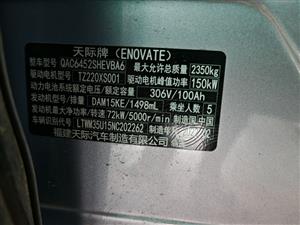 天际牌 (ENOVATE)
整车型号 QAC6452SHEVBA6 最大允许总质量 2350kg
驱动电机型号 TZ220XS001 驱动电机峰值功率 150kW
动力电池系统额定电压/额定容量 306V/100Ah
发动机型号/排量 DAM15KE/1498mL 乘坐人数 5
发动机最大净功率/转速 72kW/5000r/min 制造国 中国
车辆识别代号 LTWM35U15NC202262 制造年月
福建天际汽车制造有限公司